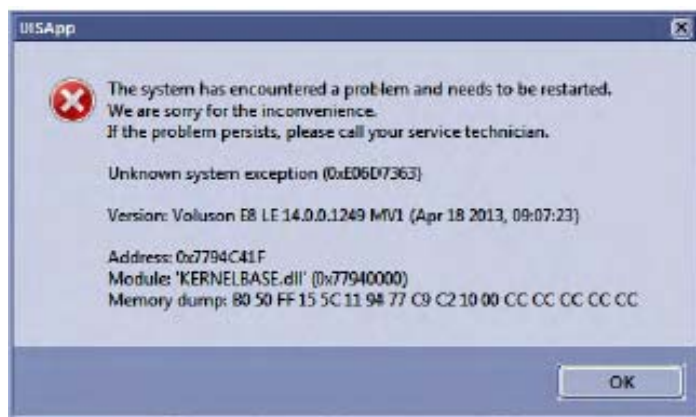 UISApp
The system has encountered a problem and needs to be restarted.
We are sorry for the inconvenience.
If the problem persists, please call your service technician.
Unknown system exception (0xE06D7363)
Version: Voluson E8 LE 14.0.0.1249 MV1 (Apr 18 2013, 09:07:23)
Address: 0x7794C41F
Module: 'KERNELBASE.dll' (0x77940000)
Memory dump: 80 50 FF 15 5C 11 94 77 C9 C2 10 00 CC CC CC CC CC
OK